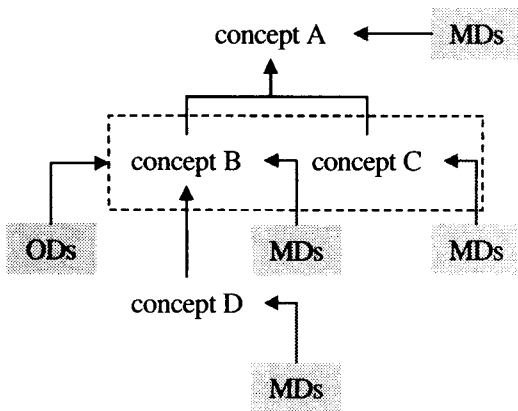 concept A MDs
concept B concept C
ODs MDs MDs
concept D
MDs